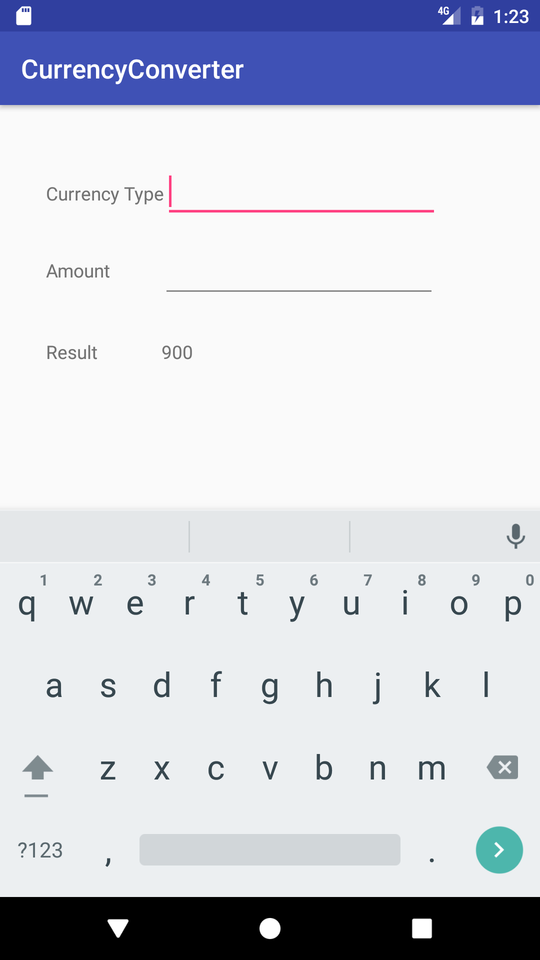 4G 1:23
CurrencyConverter
Currency Type
Amount
Result 900
1 2 3 4 5 6 7 8 9 0
q w e r t y u i o p
a s d f g h j k l
z x c v b n m
?123 , .